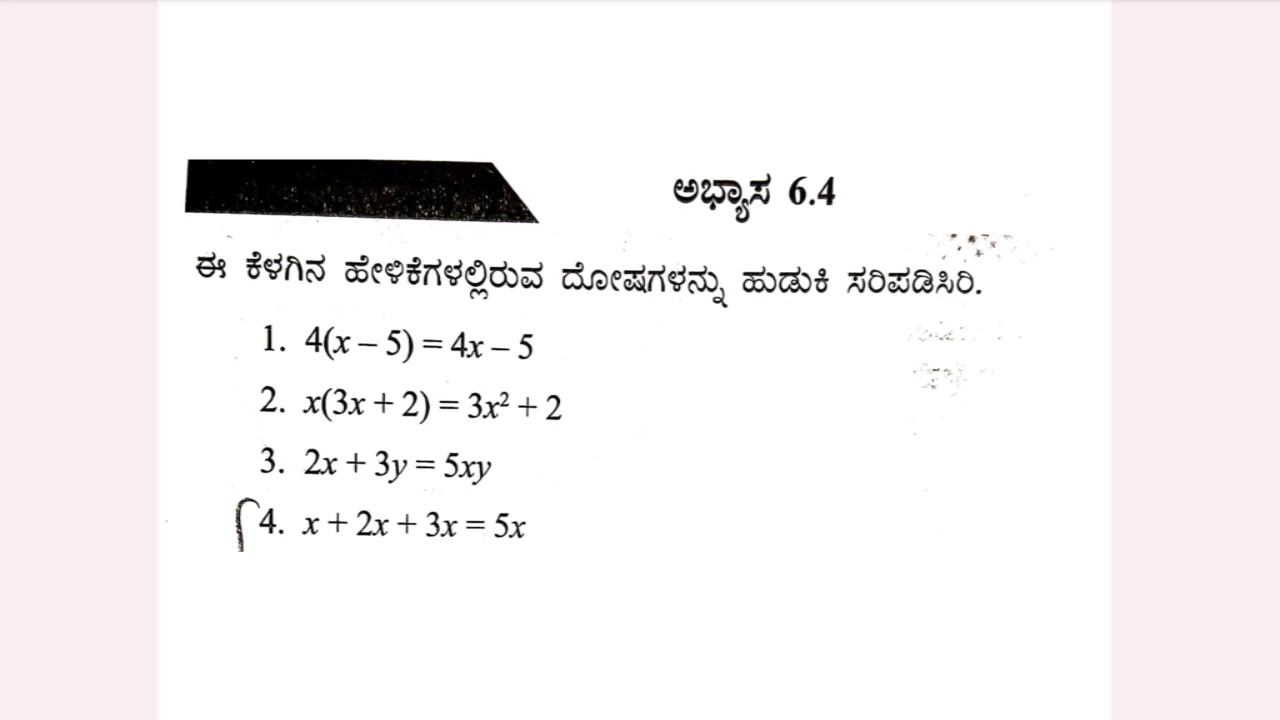 ಅಭ್ಯಾಸ 6.4
ಈ ಕೆಳಗಿನ ಹೇಳಿಕೆಗಳಲ್ಲಿರುವ ದೋಷಗಳನ್ನು ಹುಡುಕಿ ಸರಿಪಡಿಸಿರಿ.
1. 4(x – 5) = 4x – 5
2. x(3x + 2) = 3x² + 2
3. 2x + 3y = 5xy
4. x + 2x + 3x = 5x